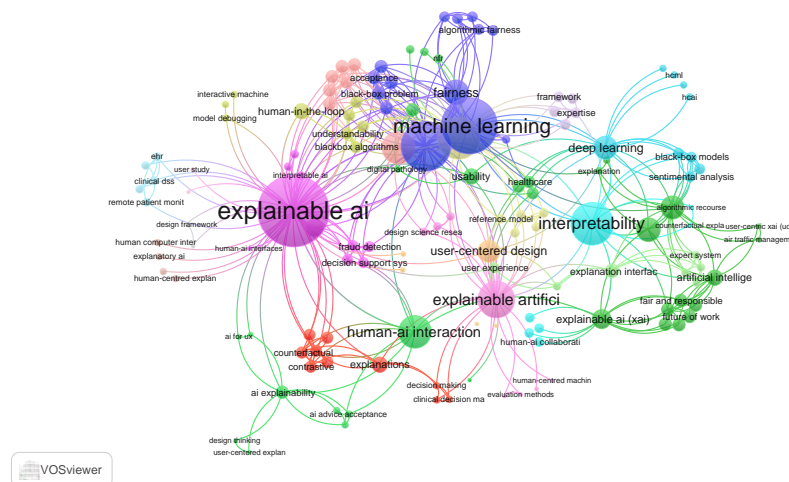 algorithmic fairness
nlr
hcml
acceptance
black-box problem
fairness
interactive machine
framework
hcai
human-in-the-loop
expertise
model debugging
machine learning
understandability
blackbox algorithms
deep learning
ehr
black-box models
user study
digital pathology
explanation
sentimental analysis
interpretable ai
usability
clinical dss
healthcare
remote patient monit
algorithmic recourse
explainable ai
reference model
interpretability
design framework
design science resea
counterfactual expla
user-centric xai (uc
human computer inter
human-ai interfaces
fraud detection
air traffic managem
user-centered design
explanatory ai
decision support sys
expert system
user experience
explanation interfac
human-centred explan
artificial intellige
explainable artifici
fair and responsible
explainable ai (xai)
future of work
human-ai interaction
ai for ux
human-ai collaborati
counterfactual
contrastive
explanations
decision making
human-centred machin
ai explainability
clinical decision ma
evaluation methods
ai advice acceptance
design thinking
user-centered explan
VOSviewer